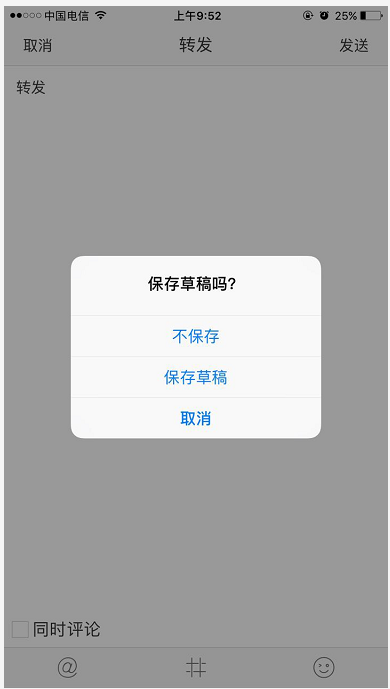 中国电信 上午9:52 25%
取消 转发 发送
转发
保存草稿吗?
不保存
保存草稿
取消
同时评论
@ #